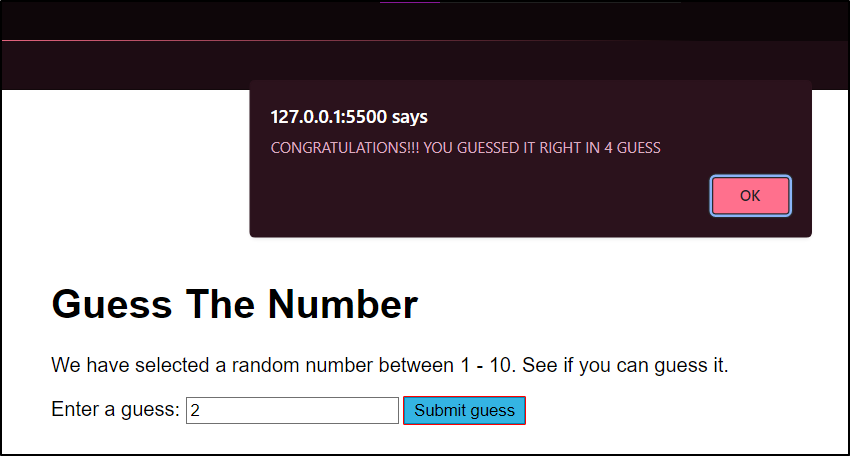 127.0.0.1:5500 says
CONGRATULATIONS!!! YOU GUESSED IT RIGHT IN 4 GUESS
OK
Guess The Number
We have selected a random number between 1 - 10. See if you can guess it.
Enter a guess: 2 Submit guess